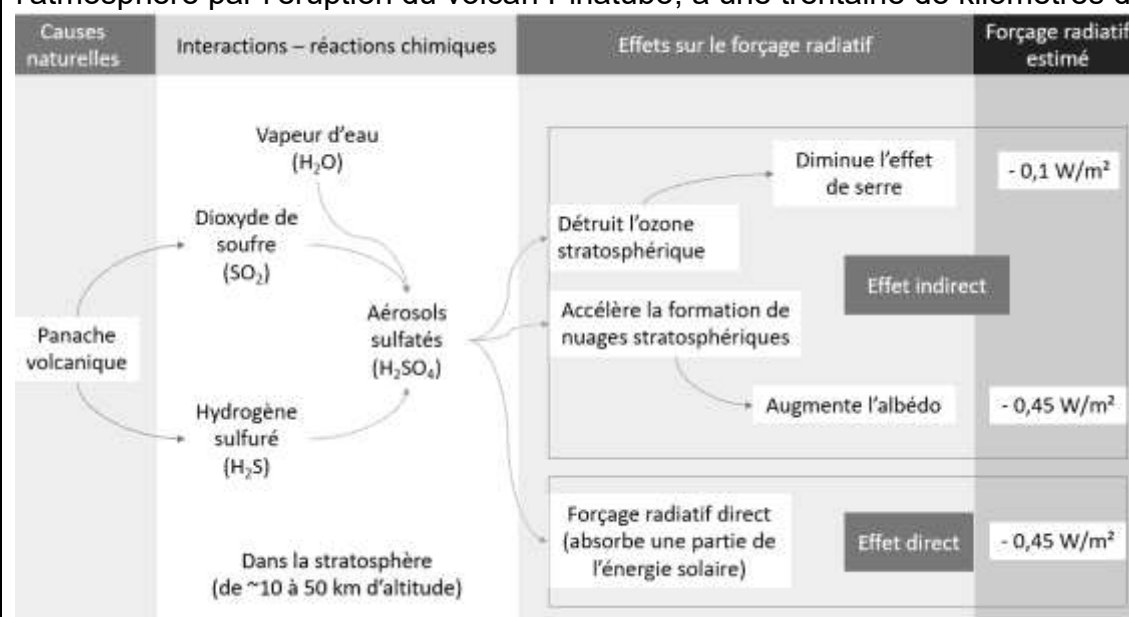 l'atmosphère par l'éruption du volcan Pinatubo, à une trentaine de kilomètres d
Causes
naturelles
Interactions – réactions chimiques
Effets sur le forçage radiatif
Forçage radiatif
estimé
Vapeur d'eau
(H₂O)
Dioxyde de
soufre
(SO₂)
Panache
volcanique
Hydrogène
sulfuré
(H₂S)
Aérosols
sulfatés
(H₂SO₄)
Dans la stratosphère
(de ~10 à 50 km d'altitude)
Détruit l'ozone
stratosphérique
Diminue l'effet
de serre
- 0,1 W/m²
Effet indirect
Accélère la formation de
nuages stratosphériques
Augmente l'albédo
- 0,45 W/m²
Forçage radiatif direct
(absorbe une partie de
l'énergie solaire)
Effet direct
- 0,45 W/m²